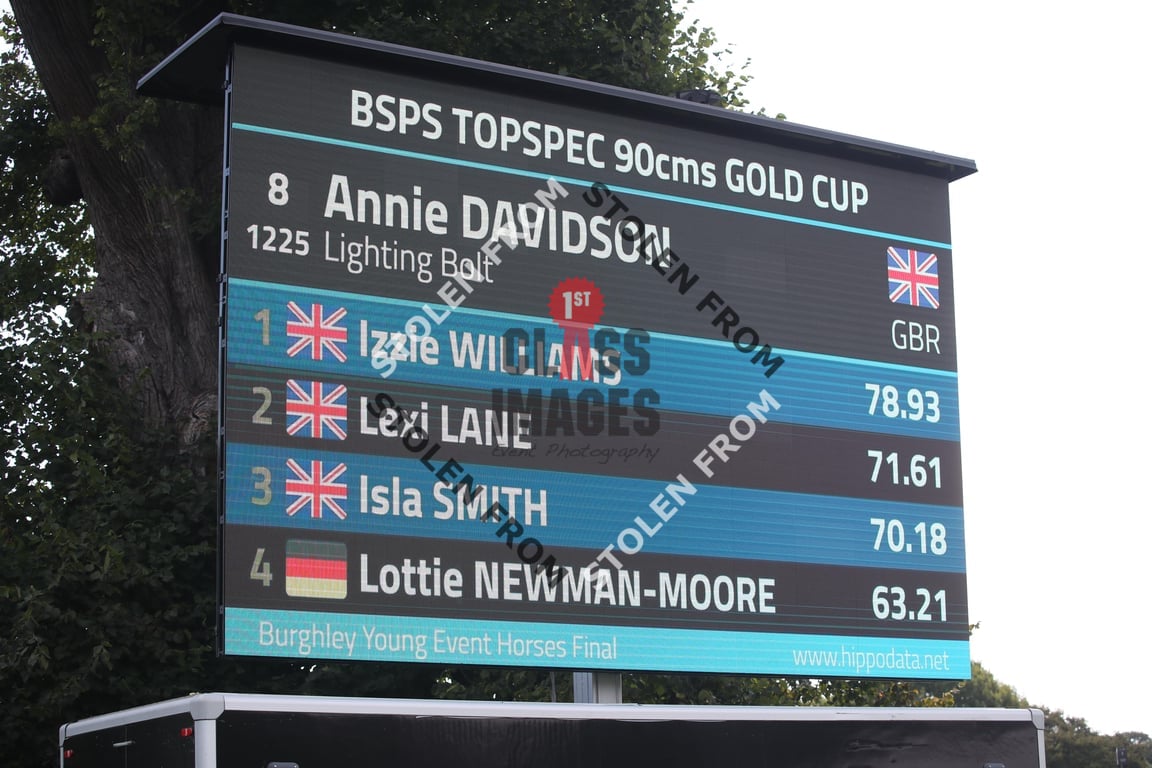 BSPS TOPSPEC 90cms GOLD CUP
8 Annie DAVIDSON
1225 Lighting Bolt
GBR
1 Izzie WILLIAMS 78.93
2 Lexi LANE 71.61
3 Isla SMITH 70.18
4 Lottie NEWMAN-MOORE 63.21
Burghley Young Event Horses Final www.hippodata.net
STOLEN FROM
STOLEN FROM
1ST
CLASS
IMAGES
Event Photography
STOLEN FROM
STOLEN FROM